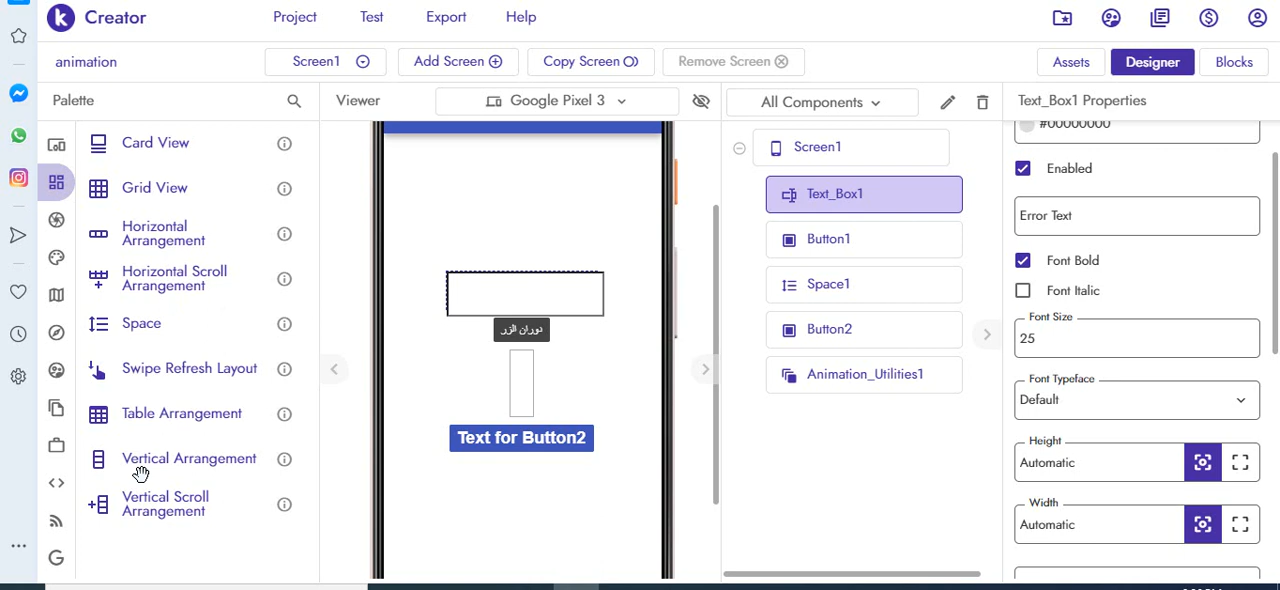 Creator
Project
Test
Export
Help
animation
Screen1
Add Screen
Copy Screen
Remove Screen
Assets
Designer
Blocks
Palette
Viewer
Google Pixel 3
All Components
Text_Box1 Properties
Card View
Grid View
Horizontal
Arrangement
Horizontal Scroll
Arrangement
Space
Swipe Refresh Layout
Table Arrangement
Vertical Arrangement
Vertical Scroll
Arrangement
دوران الزر
Text for Button2
Screen1
Text_Box1
Button1
Space1
Button2
Animation_Utilities1
#00000000
Enabled
Error Text
Font Bold
Font Italic
Font Size
25
Font Typeface
Default
Height
Automatic
Width
Automatic